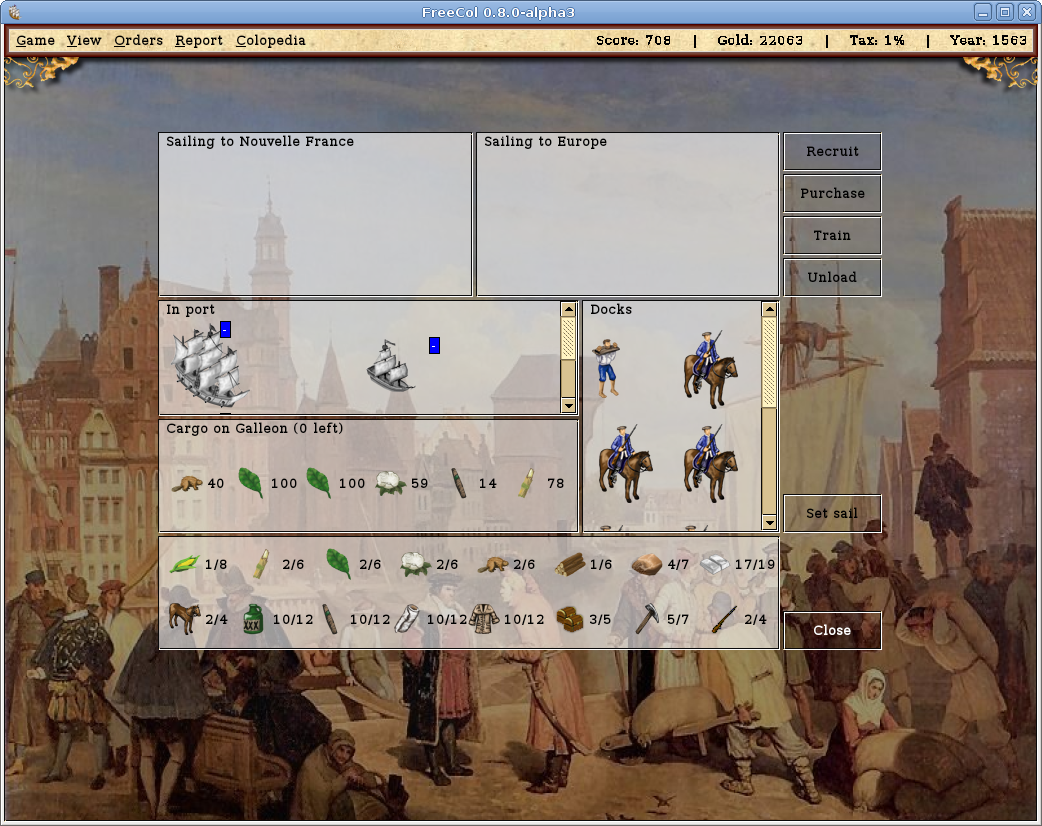 FreeCol 0.8.0-alpha3
Game View Orders Report Colopedia Score: 708 | Gold: 22063 | Tax: 1% | Year: 1563
Sailing to Nouvelle France
Sailing to Europe
Recruit
Purchase
Train
Unload
In port
-
-
Docks
Cargo on Galleon (0 left)
40 100 100 59 14 78
Set sail
1/8 2/6 2/6 2/6 2/6 1/6 4/7 17/19
XXX
2/4 10/12 10/12 10/12 10/12 3/5 5/7 2/4
Close